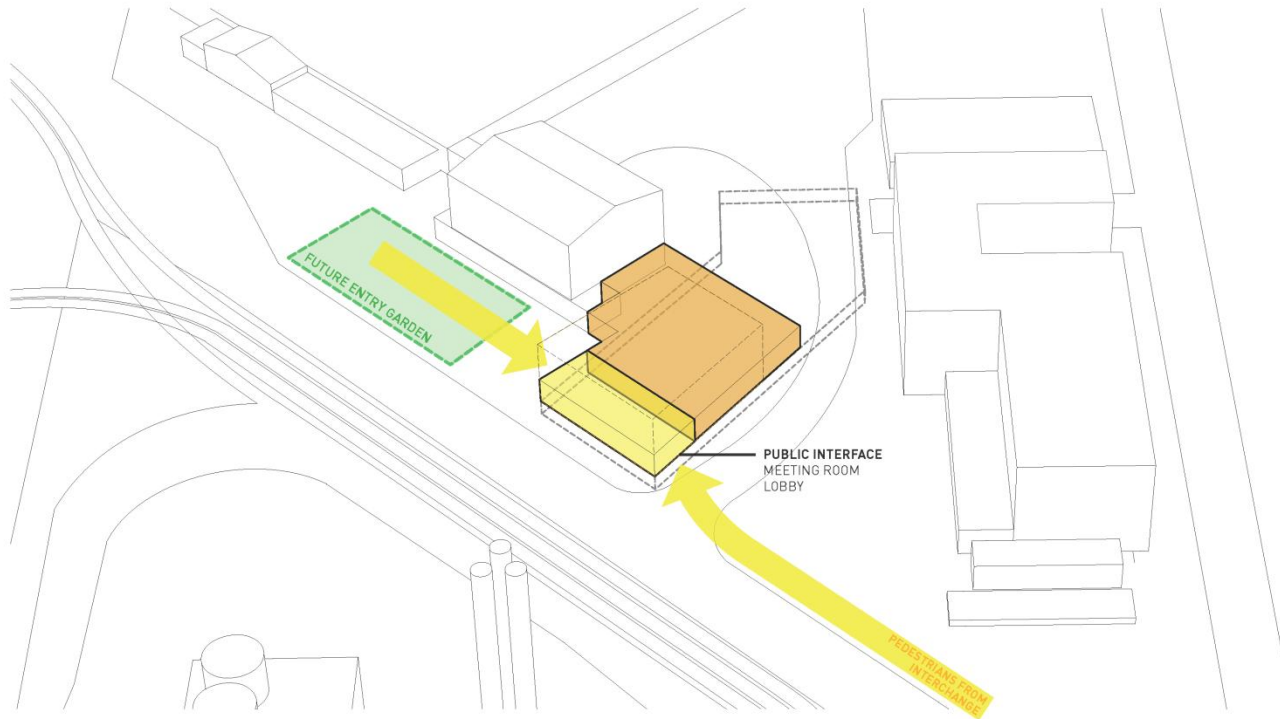 FUTURE ENTRY GARDEN
PUBLIC INTERFACE
MEETING ROOM
LOBBY
PEDESTRIANS FROM
INTERCHANGE